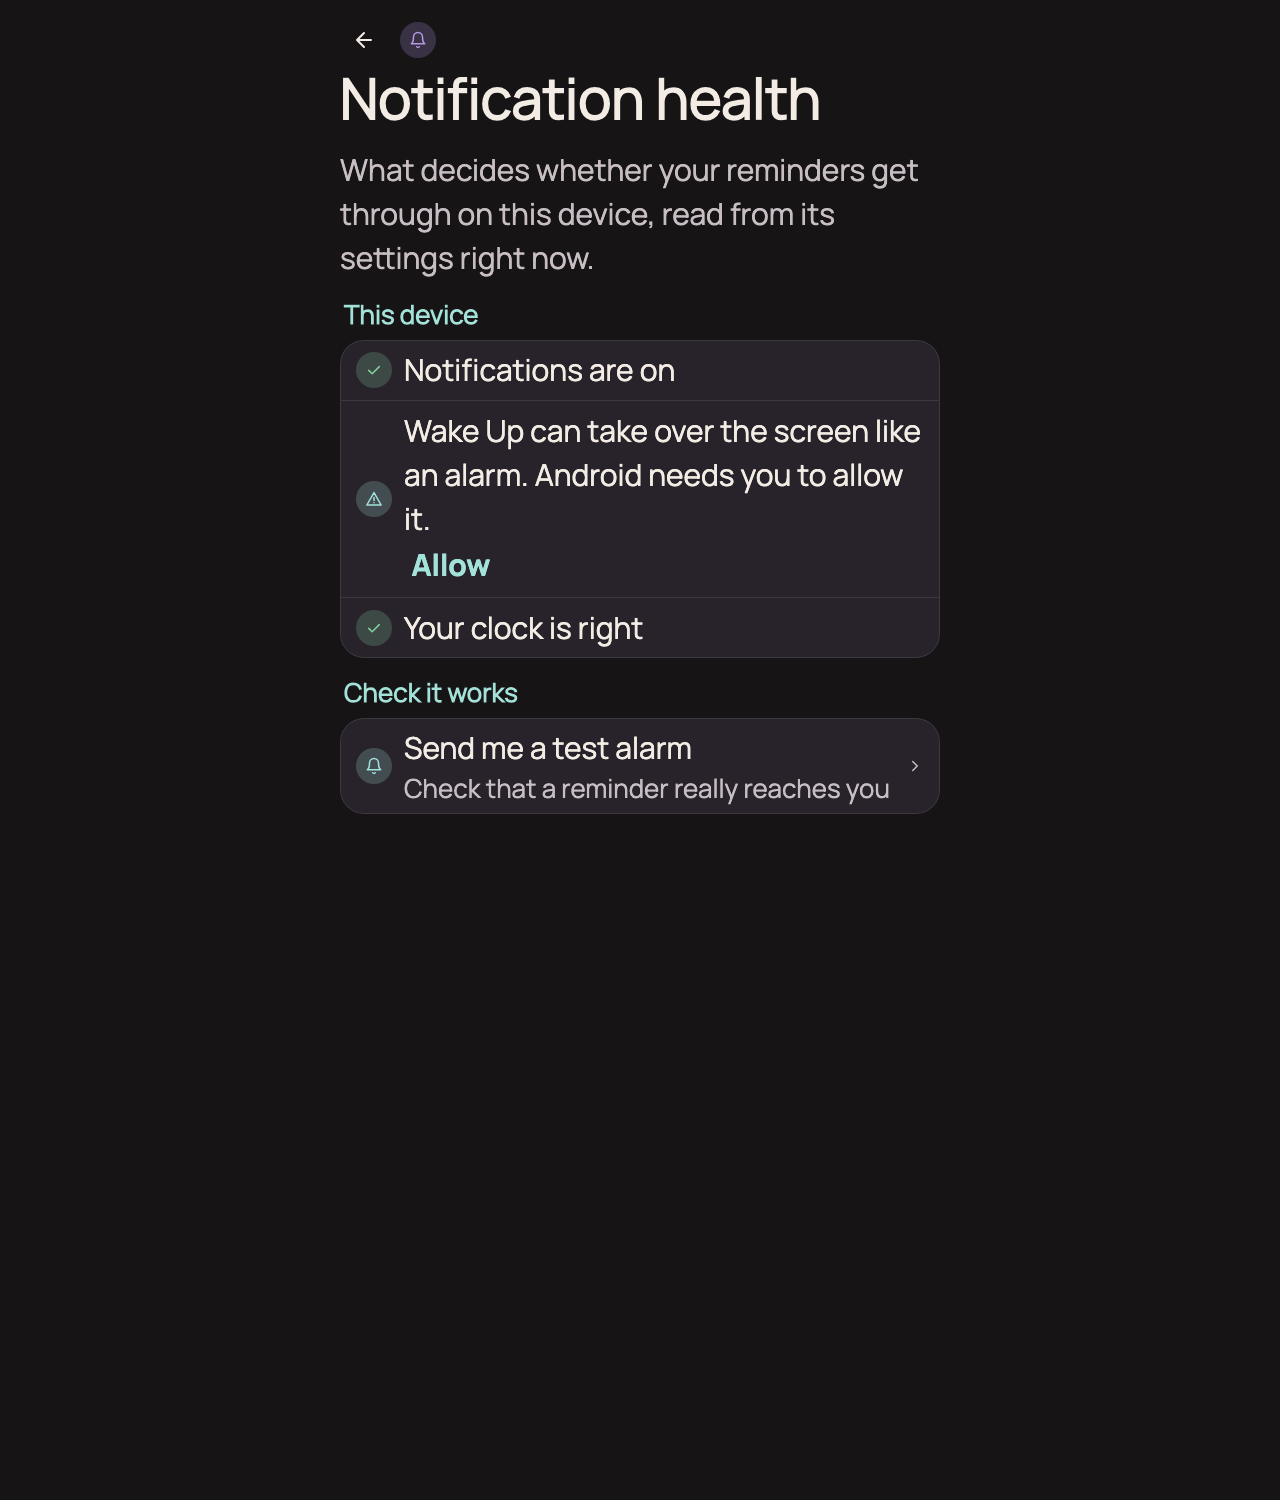 Notification health
What decides whether your reminders get
through on this device, read from its
settings right now.
This device
Notifications are on
Wake Up can take over the screen like
an alarm. Android needs you to allow
it.
Allow
Your clock is right
Check it works
Send me a test alarm
Check that a reminder really reaches you